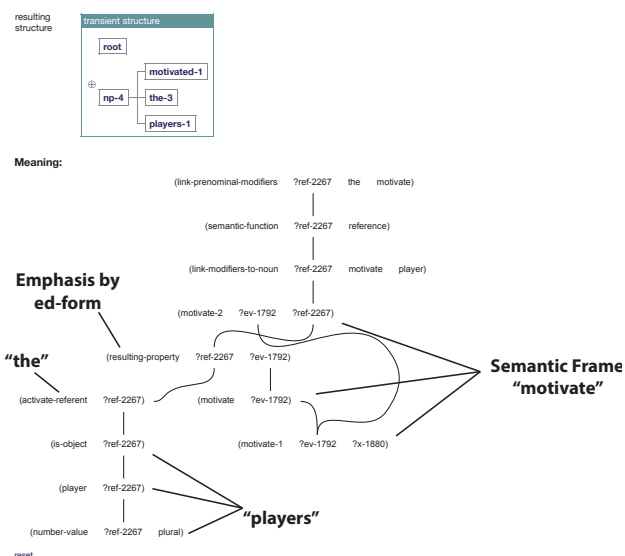 resulting
structure
transient structure
root
motivated-1
np-4
the-3
players-1
Meaning:
(link-prenominal-modifiers ?ref-2267 the motivate)
(semantic-function ?ref-2267 reference)
(link-modifiers-to-noun ?ref-2267 motivate player)
Emphasis by
ed-form
(motivate-2 ?ev-1792 ?ref-2267)
"the"
(resulting-property ?ref-2267 ?ev-1792)
Semantic Frame
"motivate"
(activate-referent ?ref-2267)
(motivate ?ev-1792)
(is-object ?ref-2267)
(motivate-1 ?ev-1792 ?x-1880)
(player ?ref-2267)
"players"
(number-value ?ref-2267 plural)
reset